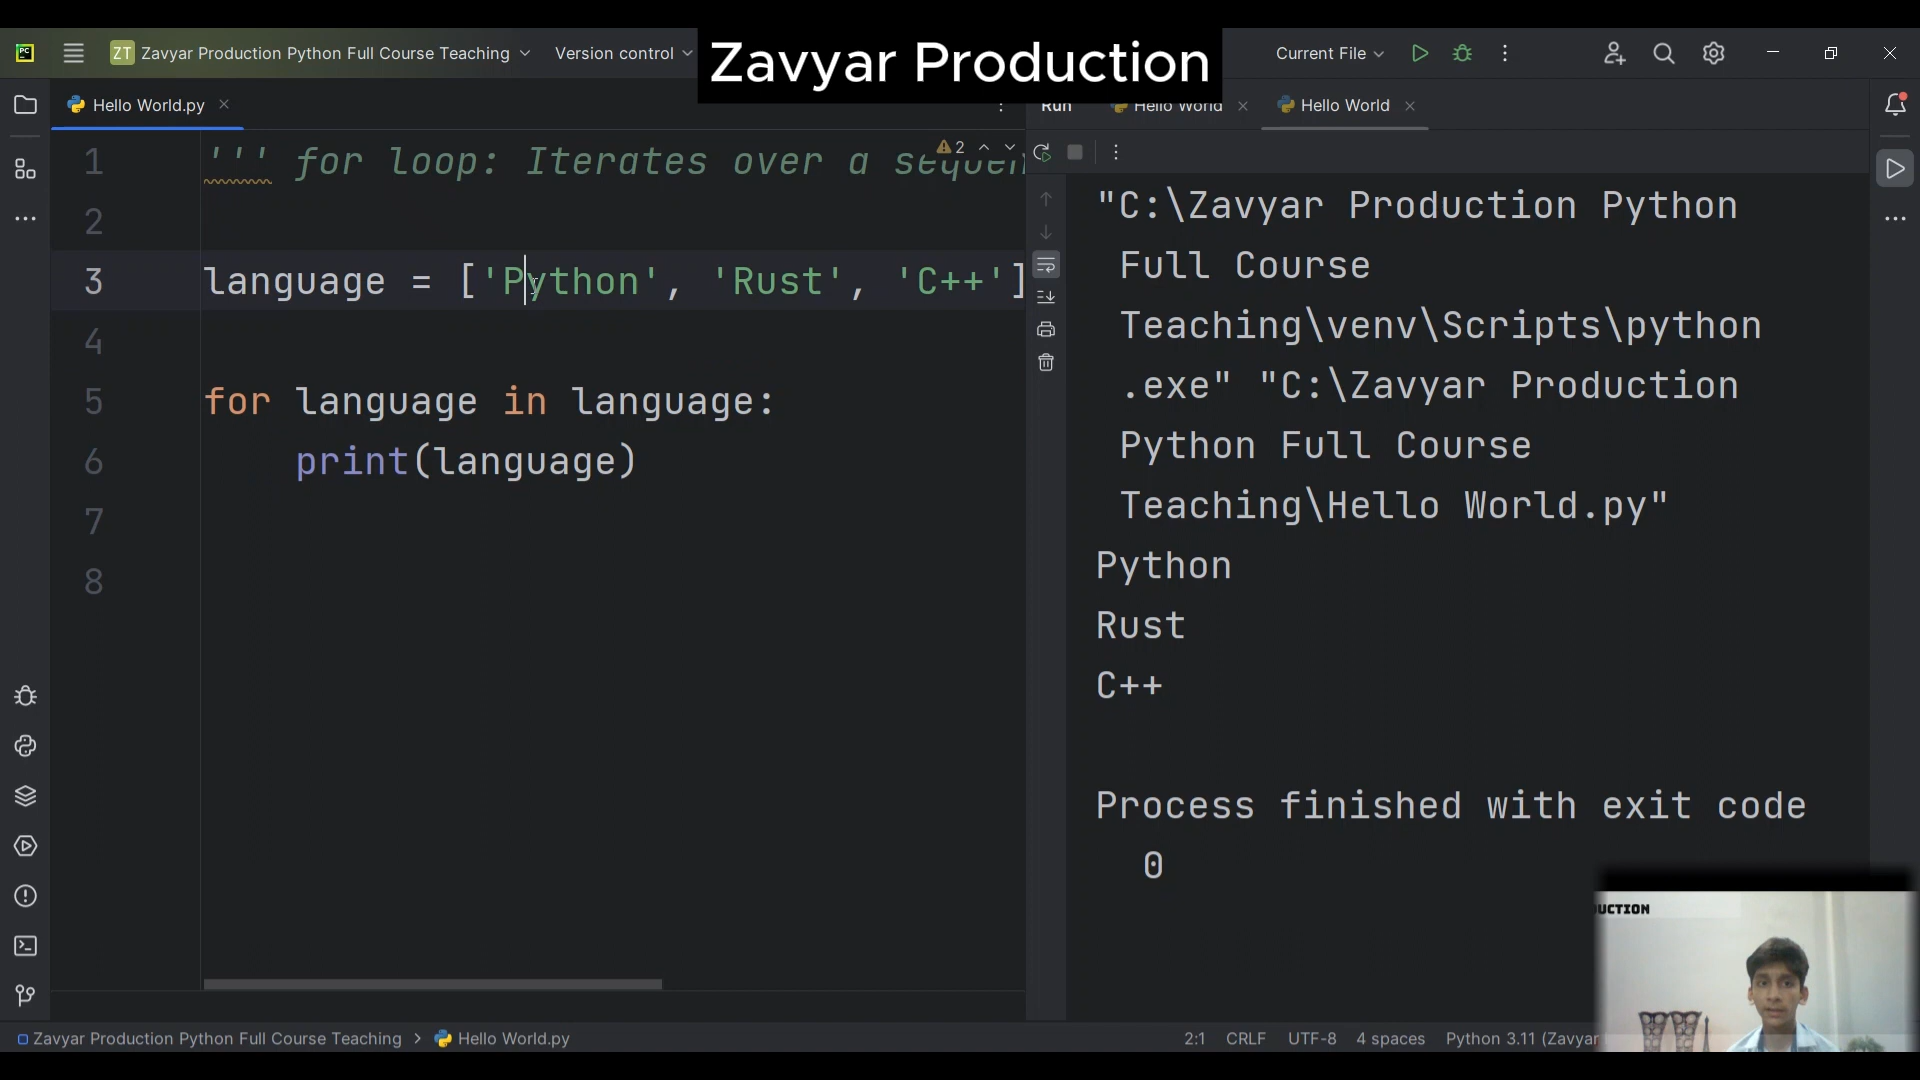 Zavyar Production
ZT Zavyar Production Python Full Course Teaching
Version control
Current File
Hello World.py
Run
Hello World
Hello World
1 ''' for loop: Iterates over a sequen
2
2
3 language = ['Python', 'Rust', 'C++']
4
5 for language in language:
6 print(language)
7
8
"C:\Zavyar Production Python
Full Course
Teaching\venv\Scripts\python
.exe" "C:\Zavyar Production
Python Full Course
Teaching\Hello World.py"
Python
Rust
C++
Process finished with exit code
0
UCTION
Zavyar Production Python Full Course Teaching > Hello World.py
2:1 CRLF UTF-8 4 spaces Python 3.11 (Zavyar